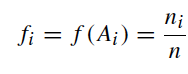 f_i = f(A_i) = \frac{n_i}{n}